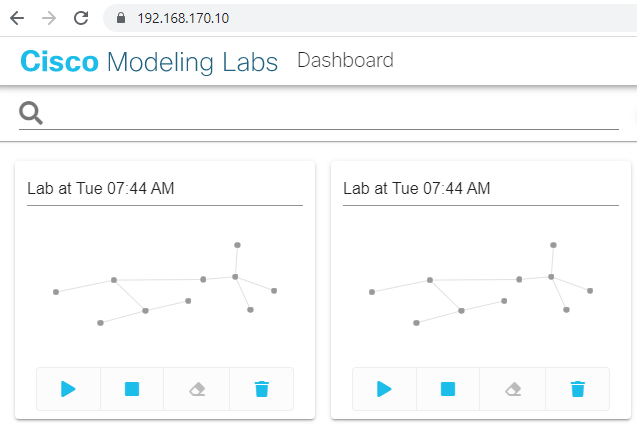 192.168.170.10
Cisco Modeling Labs Dashboard
Lab at Tue 07:44 AM
Lab at Tue 07:44 AM